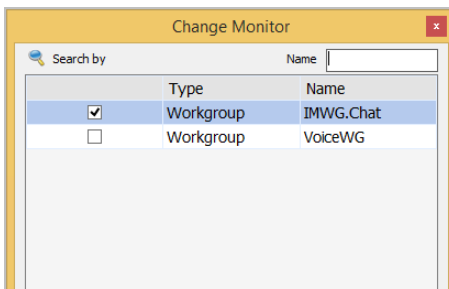 Change Monitor
x
Search by Name
Type Name
Workgroup IMWG.Chat
Workgroup VoiceWG